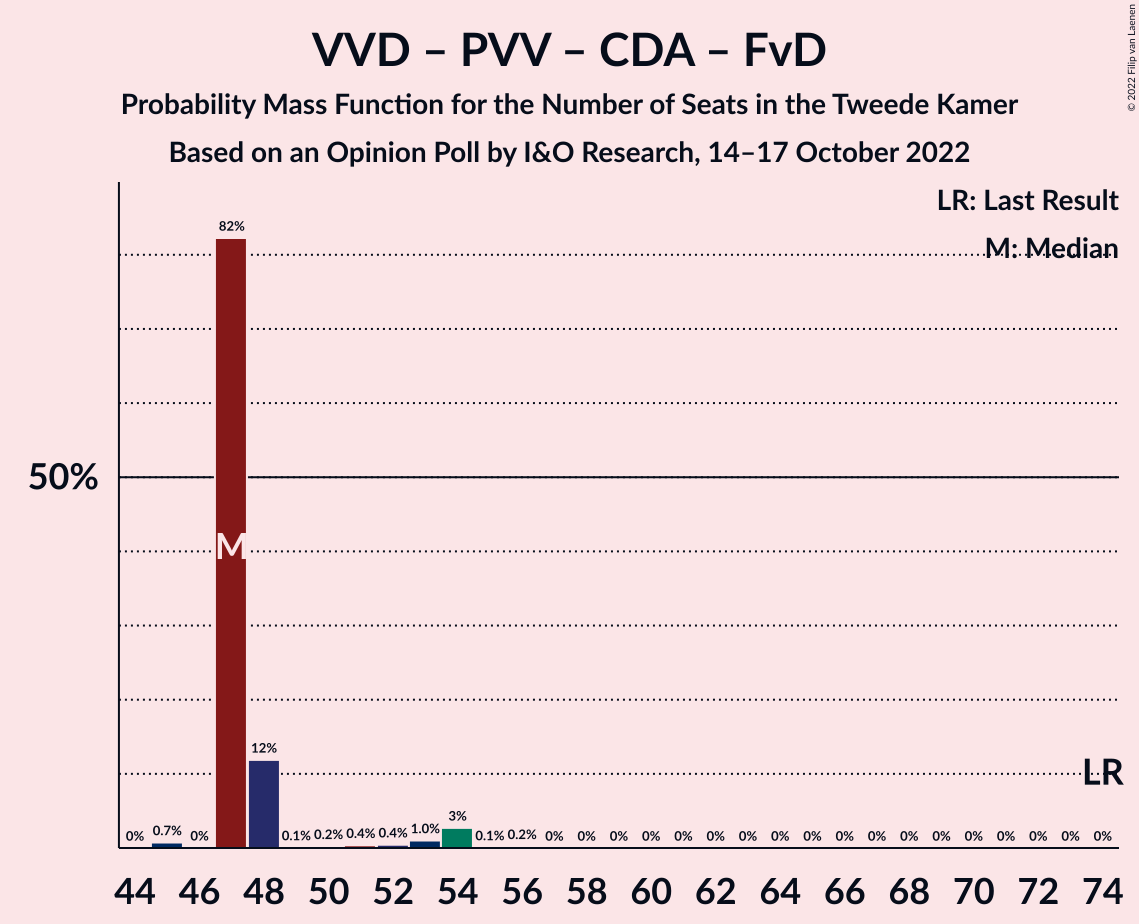 VVD – PVV – CDA – FvD
Probability Mass Function for the Number of Seats in the Tweede Kamer
Based on an Opinion Poll by I&O Research, 14–17 October 2022
© 2022 Filip van Laenen
LR: Last Result
M: Median
50%
82%
M
12%
LR
0% 0.7% 0% 0.1% 0.2% 0.4% 0.4% 1.0% 3% 0.1% 0.2% 0% 0% 0% 0% 0% 0% 0% 0% 0% 0% 0% 0% 0% 0% 0% 0% 0% 0%
44 46 48 50 52 54 56 58 60 62 64 66 68 70 72 74